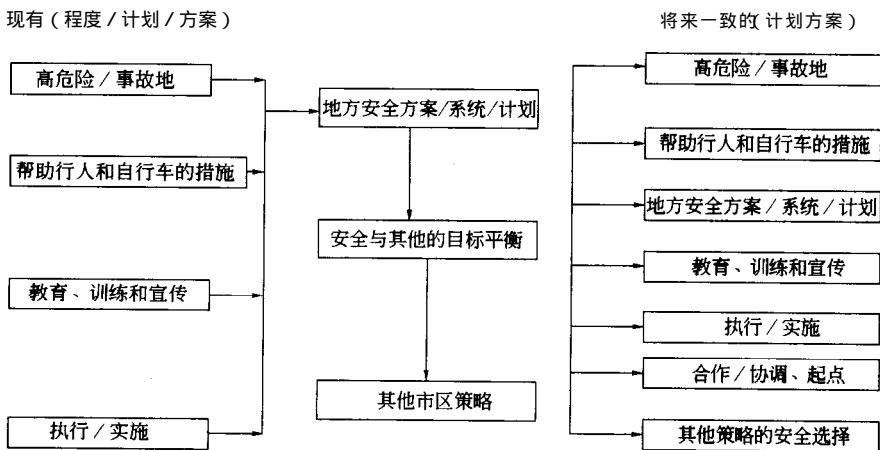 现有(程度/计划/方案)
将来一致的(计划方案)
高危险/事故地
帮助行人和自行车的措施
教育、训练和宣传
执行/实施
地方安全方案/系统/计划
安全与其他的目标平衡
其他市区策略
高危险/事故地
帮助行人和自行车的措施
地方安全方案/系统/计划
教育、训练和宣传
执行/实施
合作/协调、起点
其他策略的安全选择